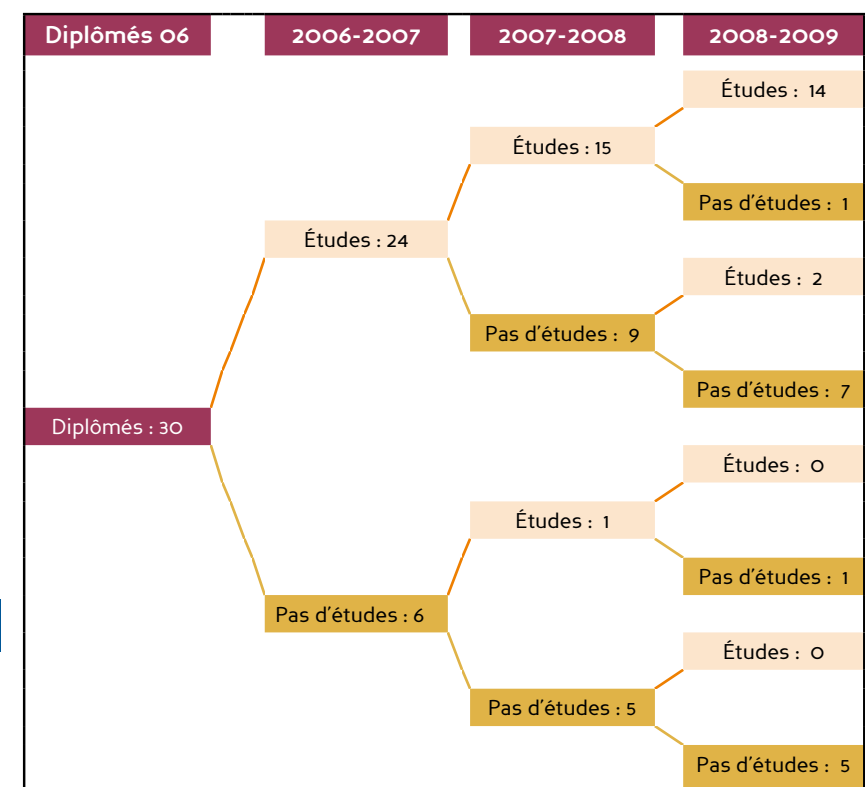 Diplômés 06 2006-2007 2007-2008 2008-2009
Études : 14
Études : 15
Pas d'études : 1
Études : 24
Études : 2
Pas d'études : 9
Pas d'études : 7
Diplômés : 30
Études : 0
Études : 1
Pas d'études : 1
Pas d'études : 6
Études : 0
Pas d'études : 5
Pas d'études : 5